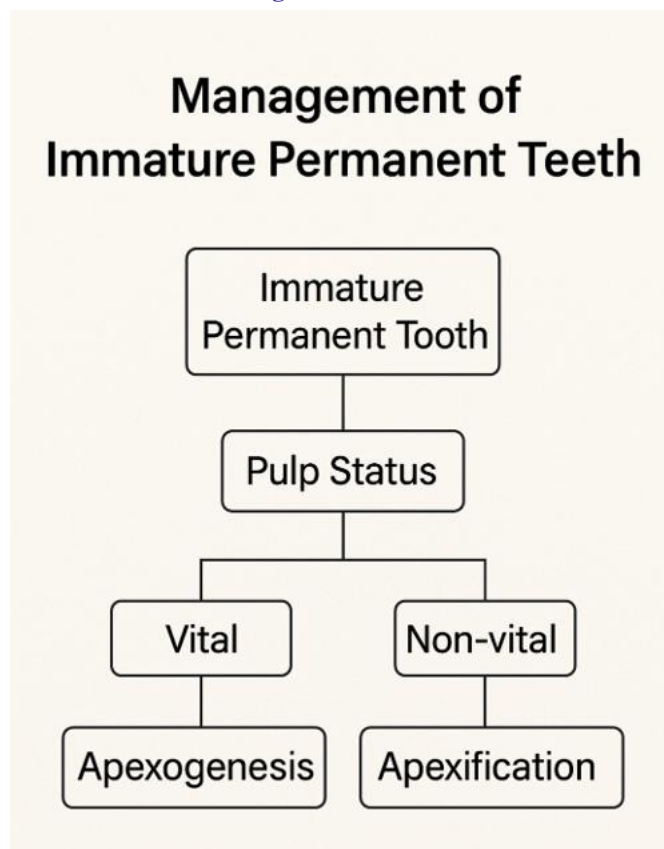 Management of
Immature Permanent Teeth
Immature
Permanent Tooth
Pulp Status
Vital
Non-vital
Apexogenesis
Apexification